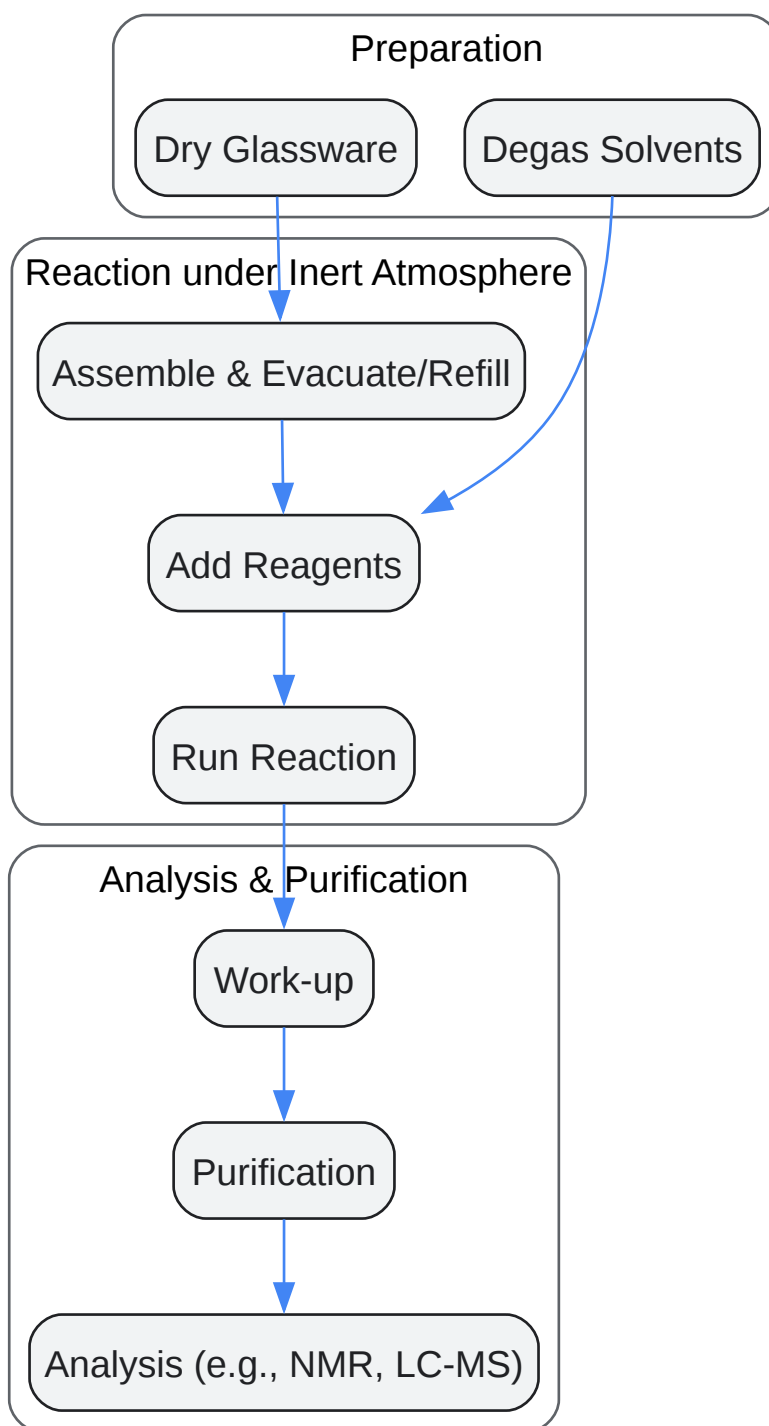 Preparation
Dry Glassware
Degas Solvents
Reaction under Inert Atmosphere
Assemble & Evacuate/Refill
Add Reagents
Run Reaction
Analysis & Purification
Work-up
Purification
Analysis (e.g., NMR, LC-MS)